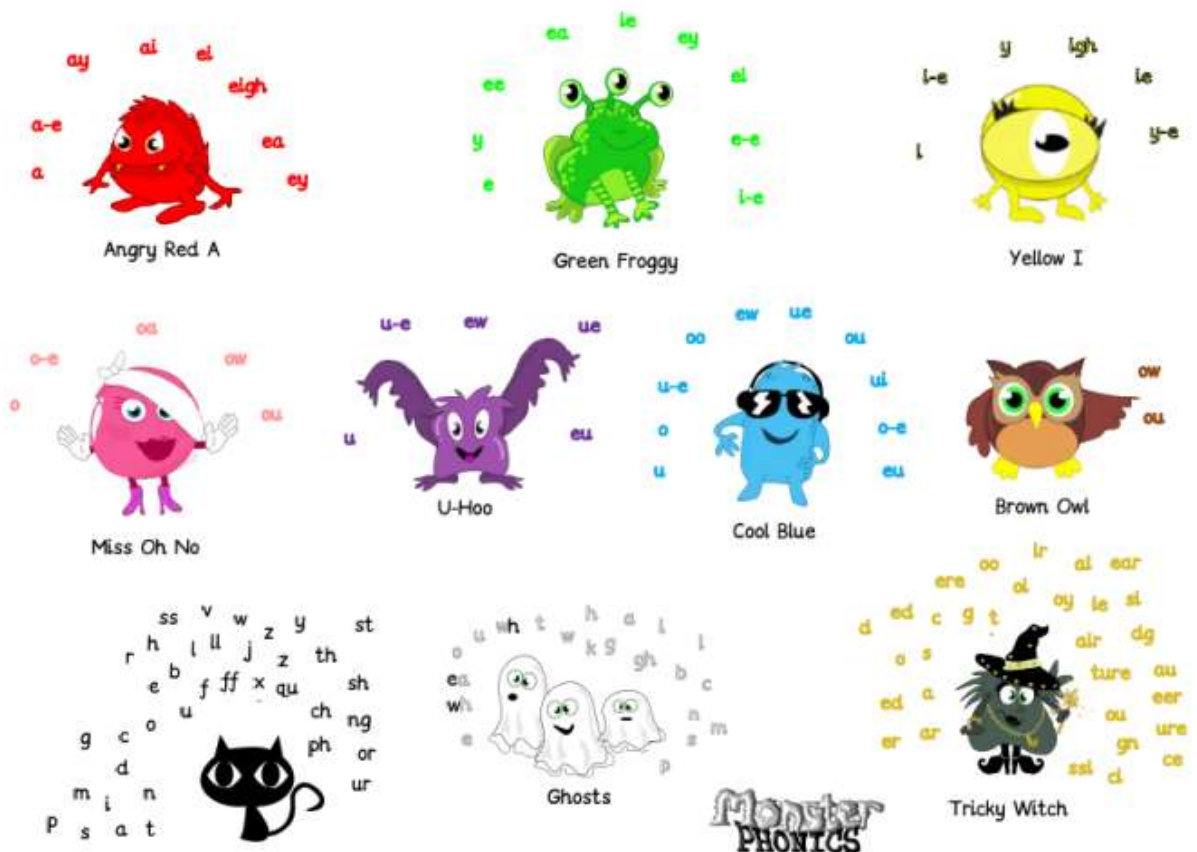 a
a-e
ay
ai
ei
eigh
ea
ey
Angry Red A
e
y
ee
ea
ie
ey
ei
e-e
i-e
Green Froggy
i
i-e
y
igh
ie
y-e
Yellow I
o
o-e
oa
ow
ou
Miss Oh No
u
u-e
ew
ue
eu
U-Hoo
u
o
u-e
oo
ew
ue
ou
ui
o-e
eu
Cool Blue
ow
ou
Brown Owl
ss v w y st
r h l ll j z z th
e b f ff x qu sh
o u ch ng
g c ph or
d ur
m i n
p s a t
o u wh t w h k g a gh l l
ea b c
wh n m
e s p
Ghosts
ere oo ir ai ear
oi oy ie si
d ed c g t air dg
o s ture au
ed a ou eer
er ar gn ure
ssi ci ce
Tricky Witch
Monster
PHONICS